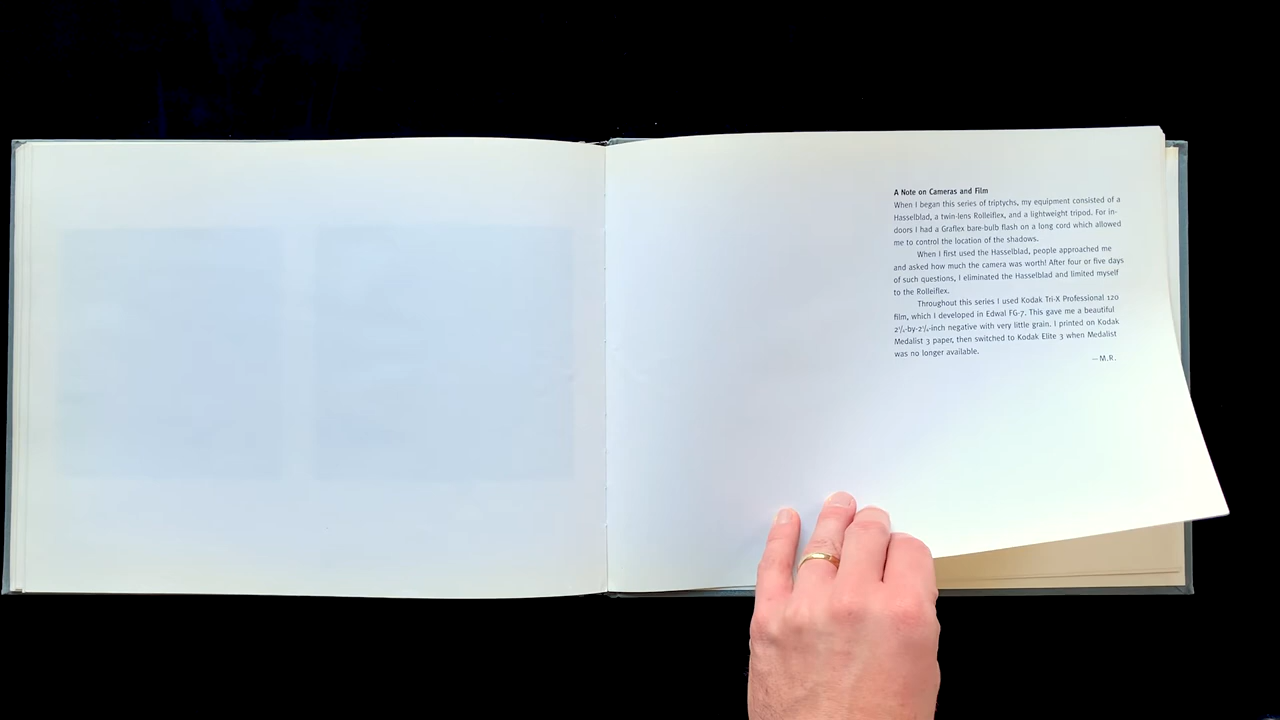 A Note on Cameras and Film
When I began this series of triptychs, my equipment consisted of a
Hasselblad, a twin-lens Rolleiflex, and a lightweight tripod. For in-
doors I had a Graflex bare-bulb flash on a long cord which allowed
me to control the location of the shadows.
When I first used the Hasselblad, people approached me
and asked how much the camera was worth! After four or five days
of such questions, I eliminated the Hasselblad and limited myself
to the Rolleiflex.
Throughout this series I used Kodak Tri-X Professional 120
film, which I developed in Edwal FG-7. This gave me a beautiful
2¼-by-2¼-inch negative with very little grain. I printed on Kodak
Medalist 3 paper, then switched to Kodak Elite 3 when Medalist
was no longer available.
—M.R.